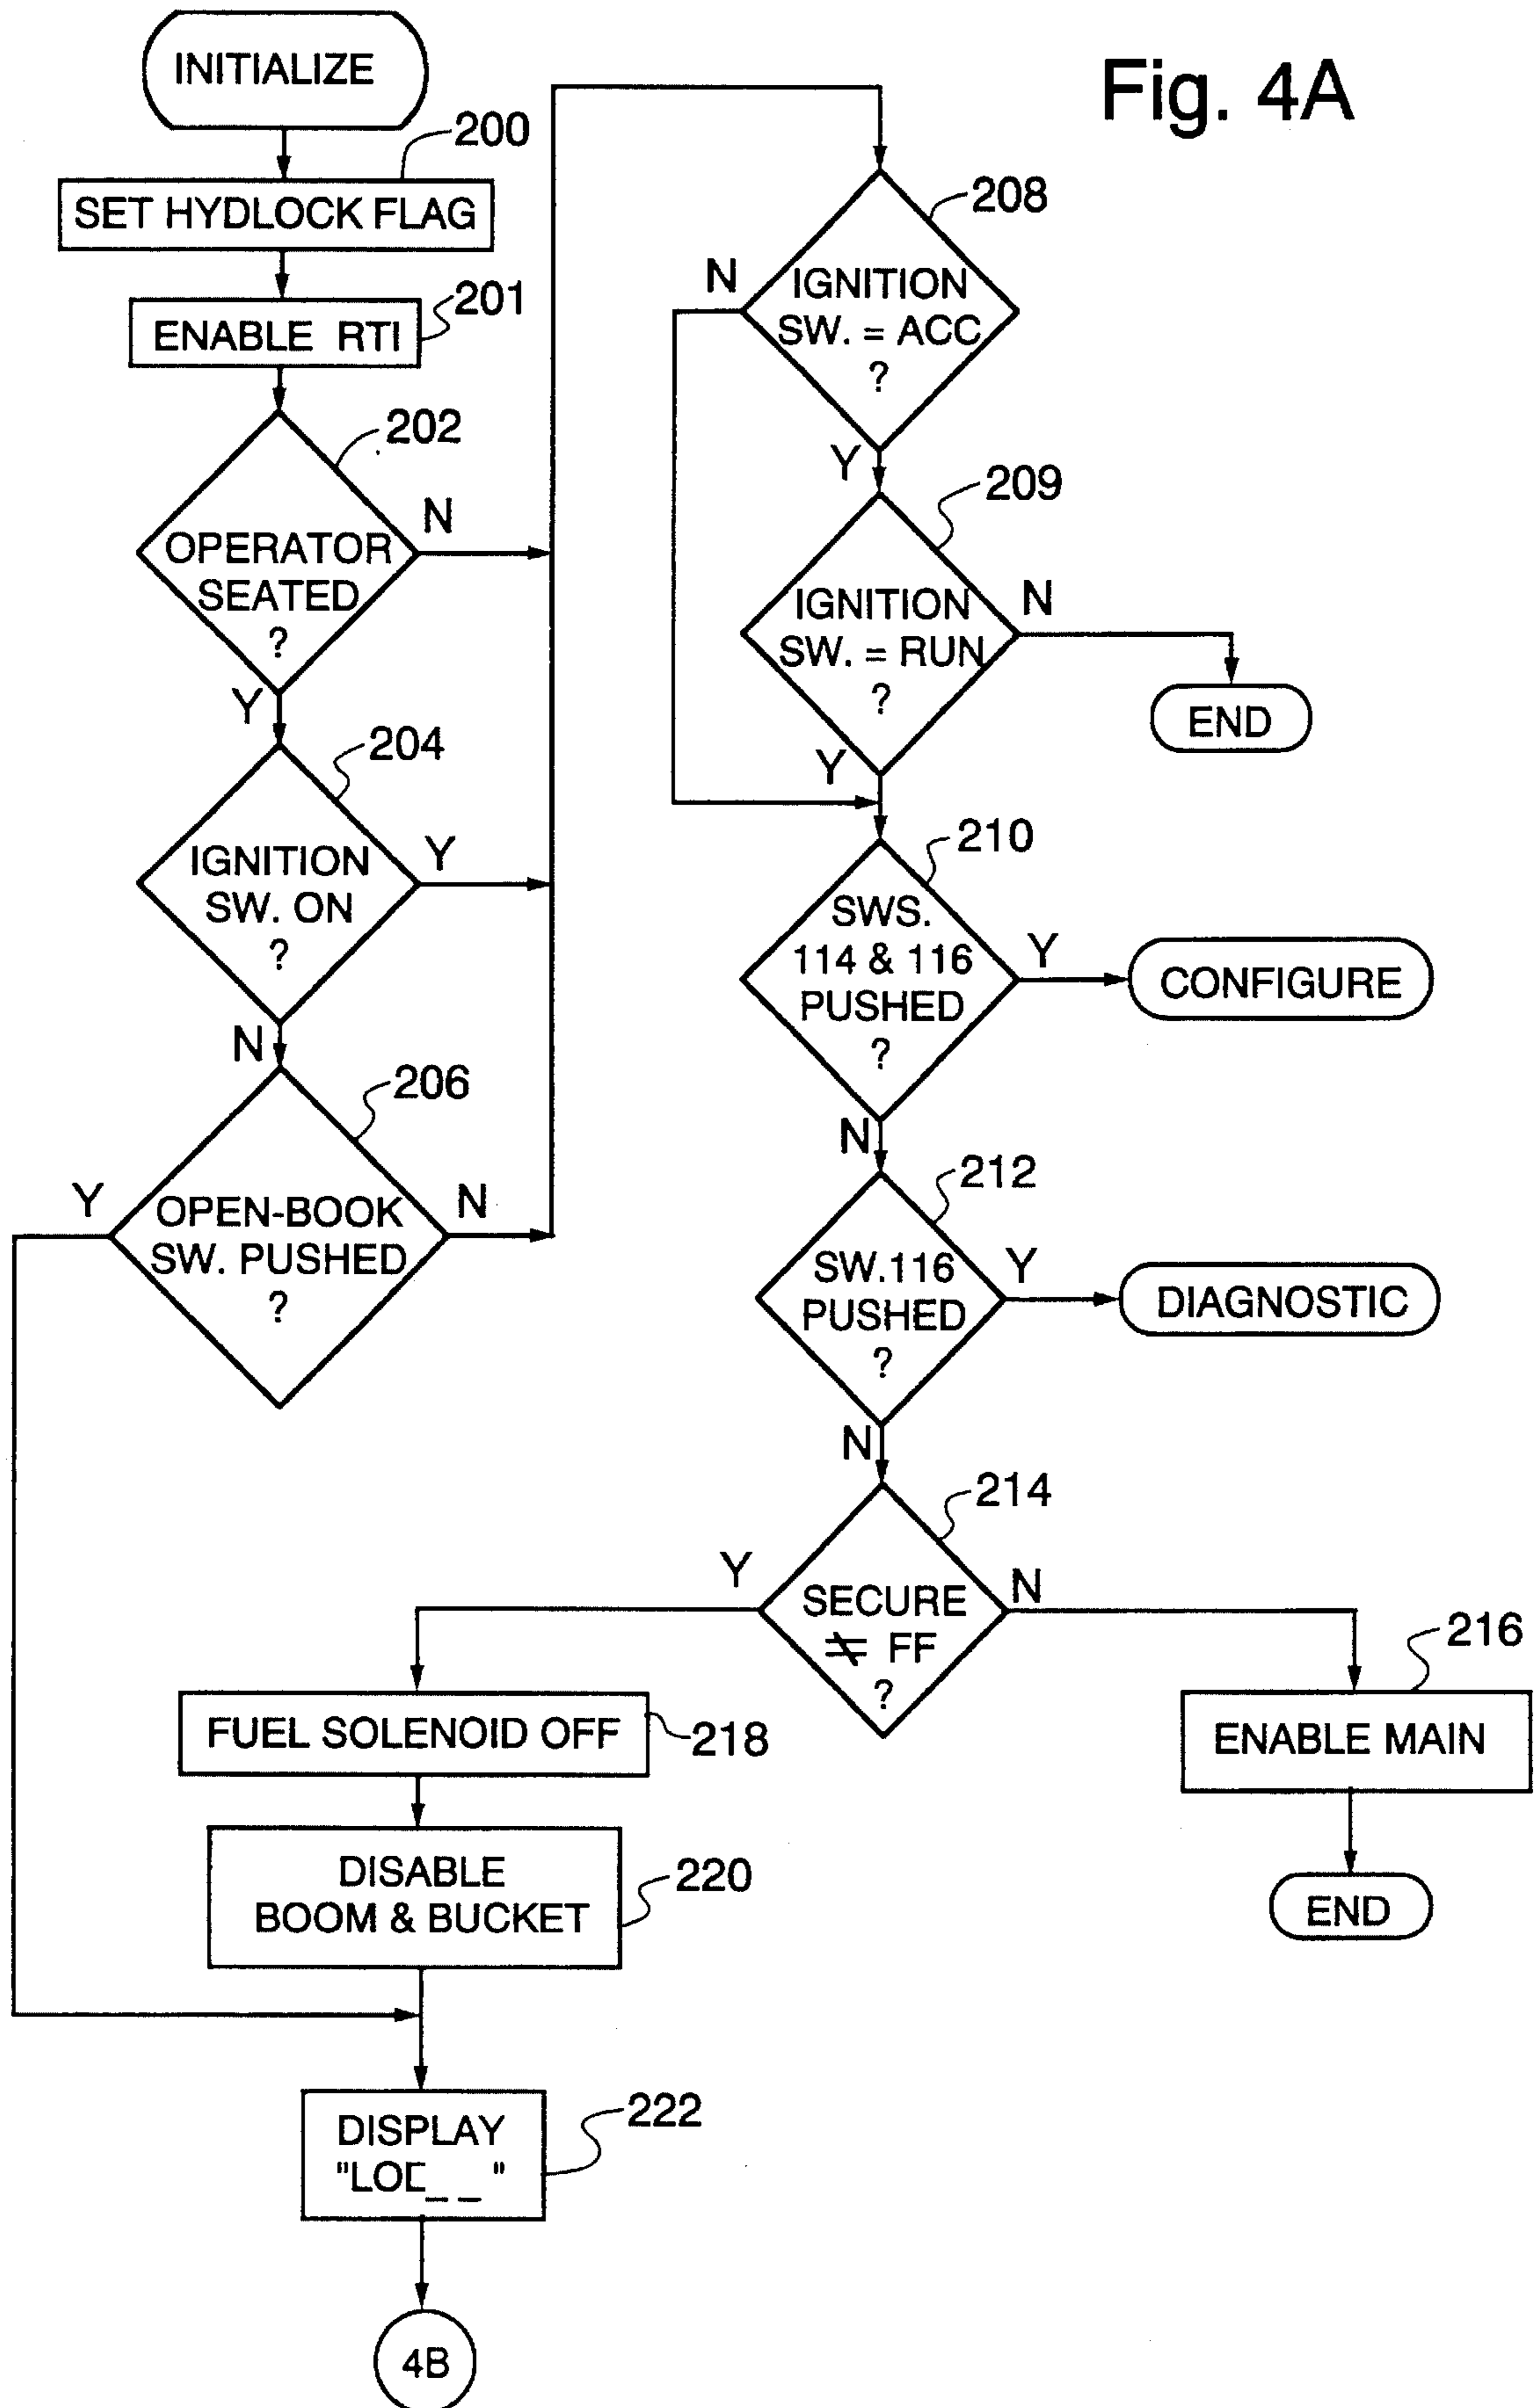 Fig. 4A
INITIALIZE
200
SET HYDLOCK FLAG
201
ENABLE RTI
202
OPERATOR
SEATED
?
N
Y
204
IGNITION
SW. ON
?
Y
N
206
OPEN-BOOK
SW. PUSHED
?
Y
N
208
IGNITION
SW. = ACC
?
N
Y
209
IGNITION
SW. = RUN
?
N
END
Y
210
SWS.
114 & 116
PUSHED
?
Y
CONFIGURE
N
212
SW.116
PUSHED
?
Y
DIAGNOSTIC
N
214
SECURE
≠ FF
?
Y
N
216
ENABLE MAIN
END
FUEL SOLENOID OFF
218
DISABLE
BOOM & BUCKET
220
DISPLAY
"LOC_ _ "
222
4B